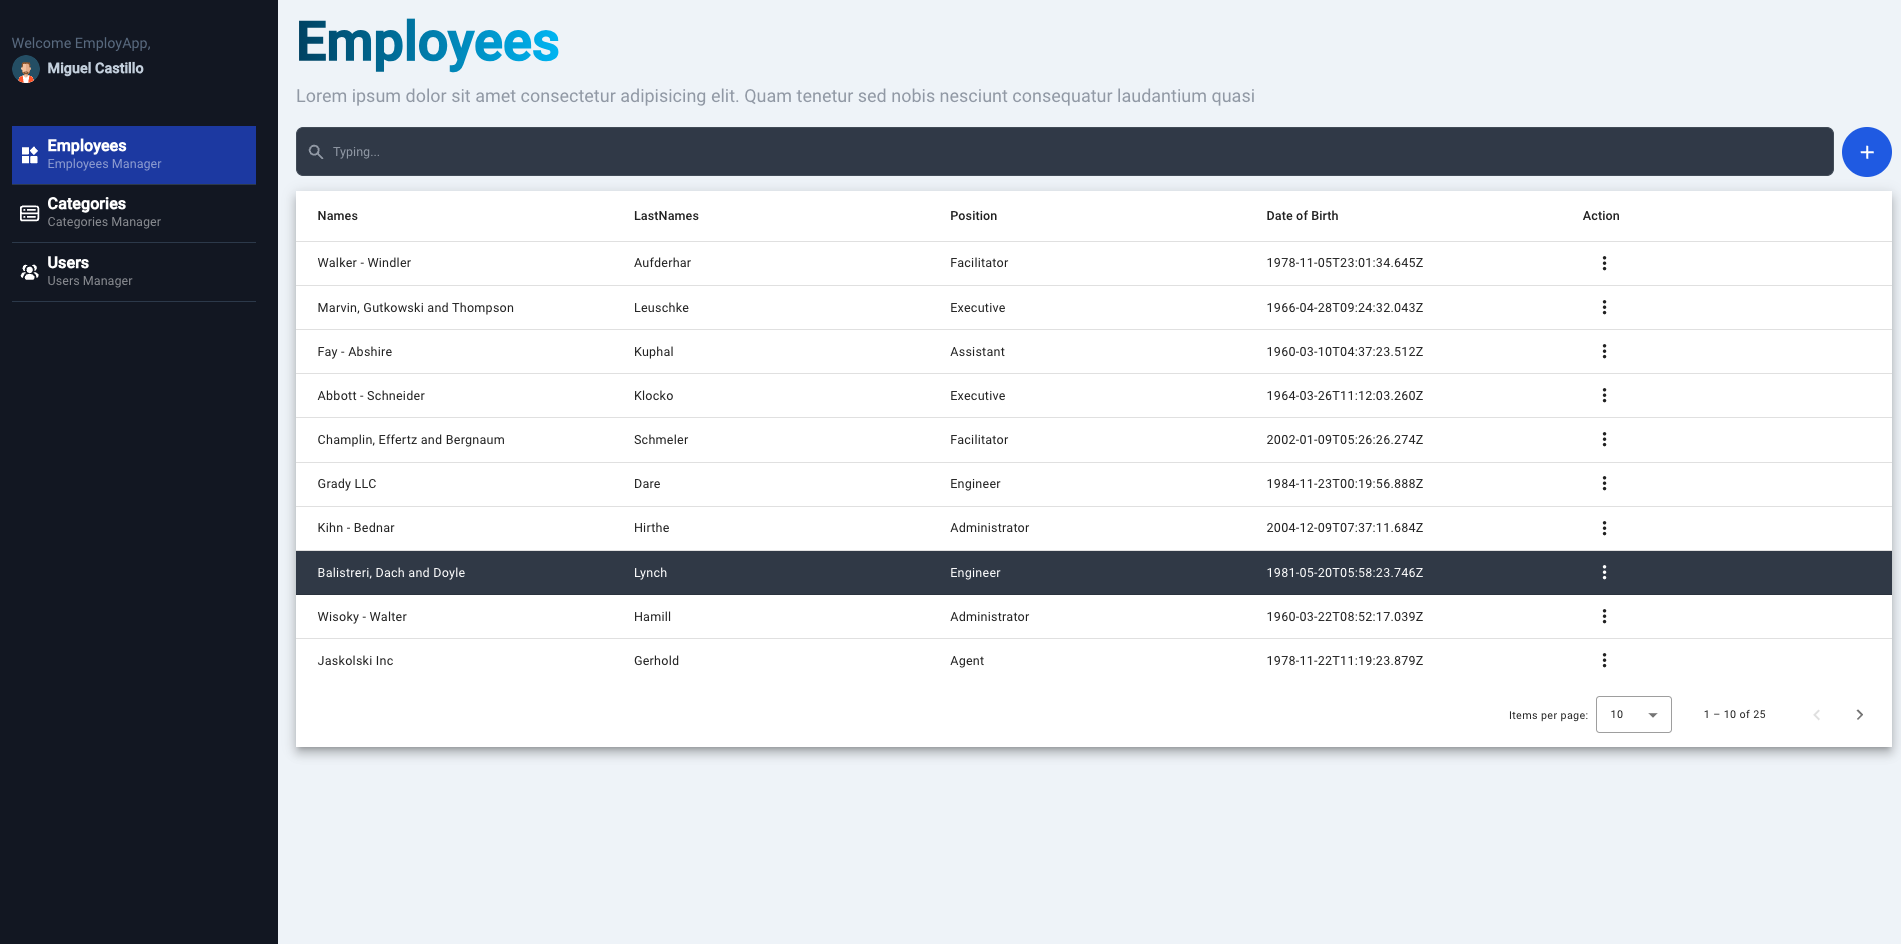 Welcome EmployApp,
Miguel Castillo
Employees
Employees Manager
Categories
Categories Manager
Users
Users Manager
Employees
Lorem ipsum dolor sit amet consectetur adipisicing elit. Quam tenetur sed nobis nesciunt consequatur laudantium quasi
Typing...
Names LastNames Position Date of Birth Action
Walker - Windler Aufderhar Facilitator 1978-11-05T23:01:34.645Z
Marvin, Gutkowski and Thompson Leuschke Executive 1966-04-28T09:24:32.043Z
Fay - Abshire Kuphal Assistant 1960-03-10T04:37:23.512Z
Abbott - Schneider Klocko Executive 1964-03-26T11:12:03.260Z
Champlin, Effertz and Bergnaum Schmeler Facilitator 2002-01-09T05:26:26.274Z
Grady LLC Dare Engineer 1984-11-23T00:19:56.888Z
Kihn - Bednar Hirthe Administrator 2004-12-09T07:37:11.684Z
Balistreri, Dach and Doyle Lynch Engineer 1981-05-20T05:58:23.746Z
Wisoky - Walter Hamill Administrator 1960-03-22T08:52:17.039Z
Jaskolski Inc Gerhold Agent 1978-11-22T11:19:23.879Z
Items per page: 10 1 – 10 of 25